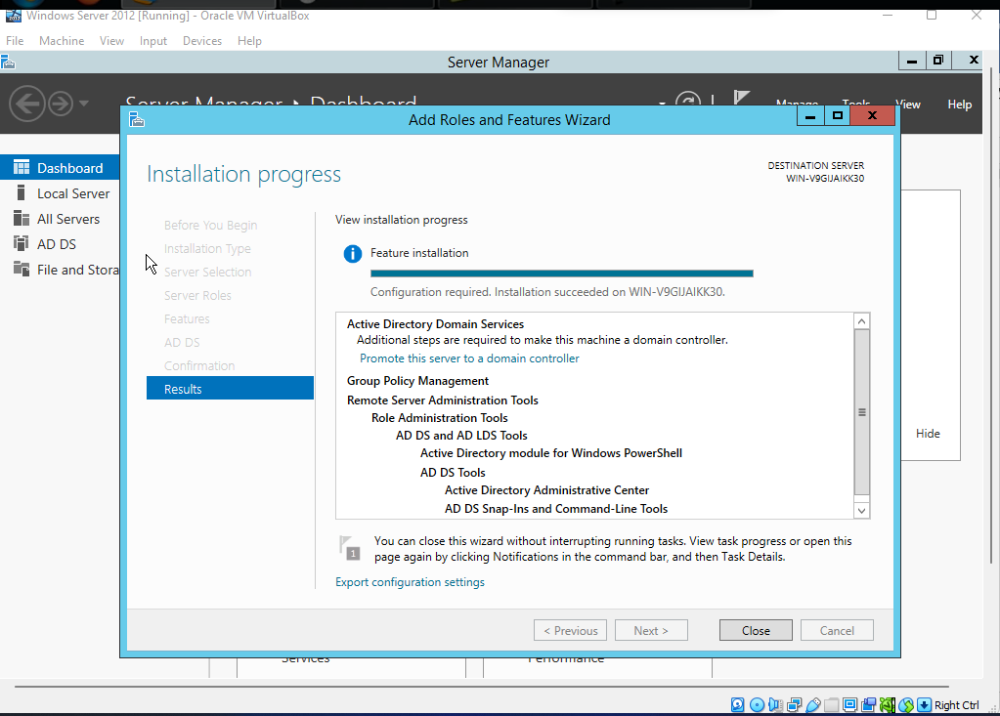 Windows Server 2012 [Running] - Oracle VM VirtualBox
File Machine View Input Devices Help
Server Manager
Server Manager Dashboard
Manage Tools View Help
Add Roles and Features Wizard
Installation progress
DESTINATION SERVER
WIN-V9GIJAIKK30
Dashboard
Local Server
All Servers
AD DS
File and Stora
Before You Begin
Installation Type
Server Selection
Server Roles
Features
AD DS
Confirmation
Results
View installation progress
Feature installation
Configuration required. Installation succeeded on WIN-V9GIJAIKK30.
Active Directory Domain Services
Additional steps are required to make this machine a domain controller.
Promote this server to a domain controller
Group Policy Management
Remote Server Administration Tools
Role Administration Tools
AD DS and AD LDS Tools
Active Directory module for Windows PowerShell
AD DS Tools
Active Directory Administrative Center
AD DS Snap-Ins and Command-Line Tools
Hide
1
You can close this wizard without interrupting running tasks. View task progress or open this
page again by clicking Notifications in the command bar, and then Task Details.
Export configuration settings
< Previous Next > Close Cancel
Services Performance
Right Ctrl